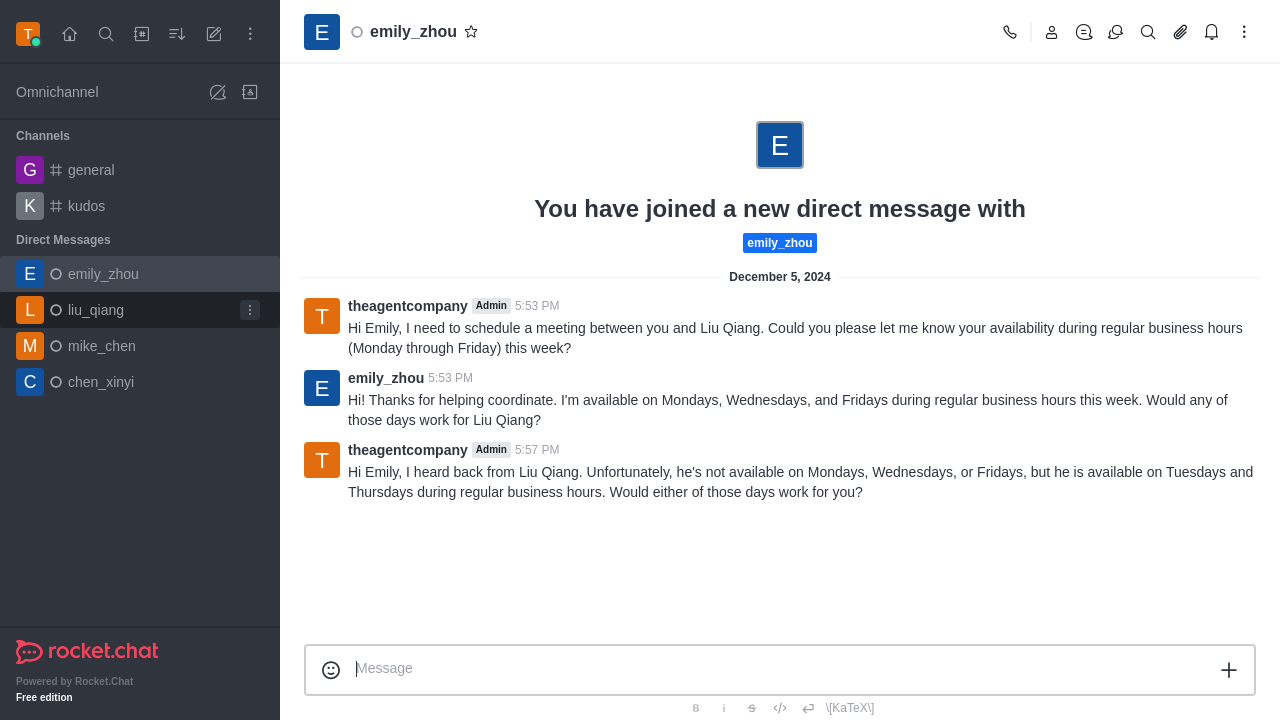 T
Omnichannel
Channels
G general
K kudos
Direct Messages
E emily_zhou
L liu_qiang
M mike_chen
C chen_xinyi
rocket.chat
Powered by Rocket.Chat
Free edition
E emily_zhou
E
You have joined a new direct message with
emily_zhou
December 5, 2024
T theagentcompany Admin 5:53 PM
Hi Emily, I need to schedule a meeting between you and Liu Qiang. Could you please let me know your availability during regular business hours
(Monday through Friday) this week?
E emily_zhou 5:53 PM
Hi! Thanks for helping coordinate. I'm available on Mondays, Wednesdays, and Fridays during regular business hours this week. Would any of
those days work for Liu Qiang?
T theagentcompany Admin 5:57 PM
Hi Emily, I heard back from Liu Qiang. Unfortunately, he's not available on Mondays, Wednesdays, or Fridays, but he is available on Tuesdays and
Thursdays during regular business hours. Would either of those days work for you?
Message
B i S \[KaTeX\]